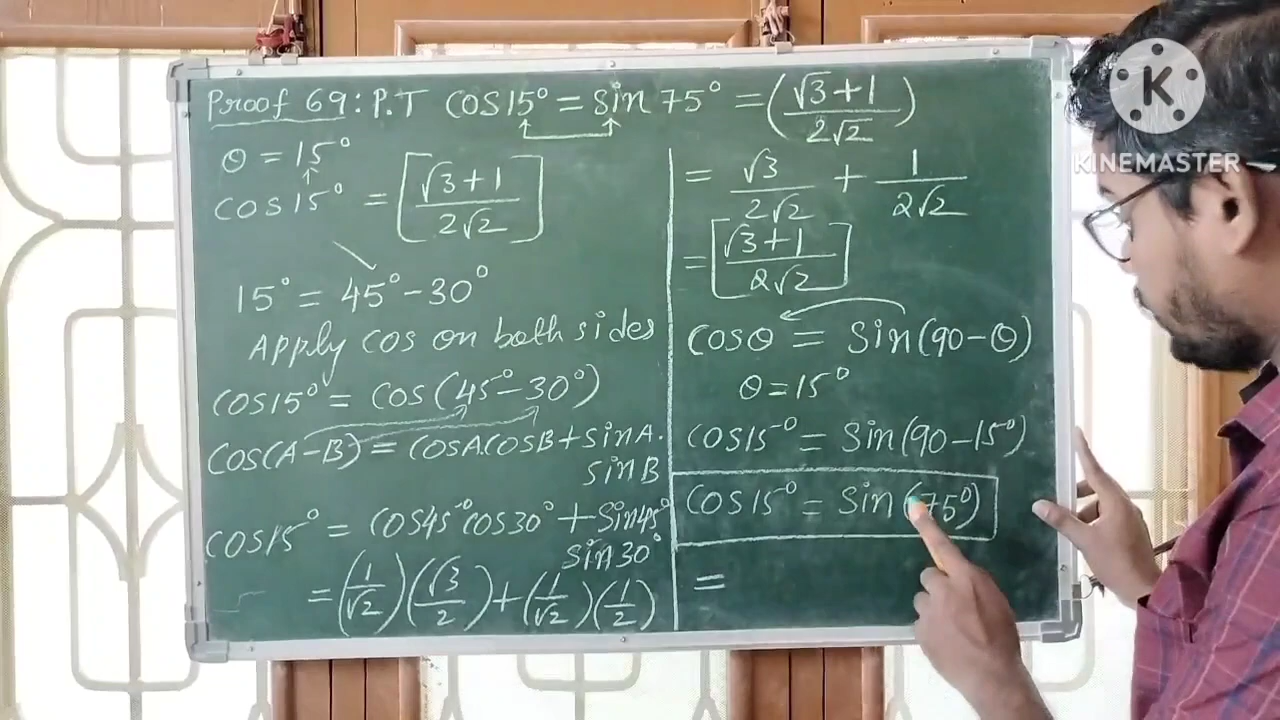 Proof 69: P.T COS15° = Sin 75° = (√3+1/2√2)
θ = 15°
COS15° = [√3+1/2√2]
15° = 45° - 30°
Apply COS on both sides
COS15° = COS(45° - 30°)
COS(A-B) = COSA.COSB + SinA.
SinB
COS15° = COS45° COS30° + Sin45°
Sin30°
= (1/√2)(√3/2) + (1/√2)(1/2)
= √3/2√2 + 1/2√2
= [√3+1/2√2]
COSθ = Sin(90-θ)
θ = 15°
COS15° = Sin(90-15°)
COS15° = Sin(75°)
=
K
KINEMASTER